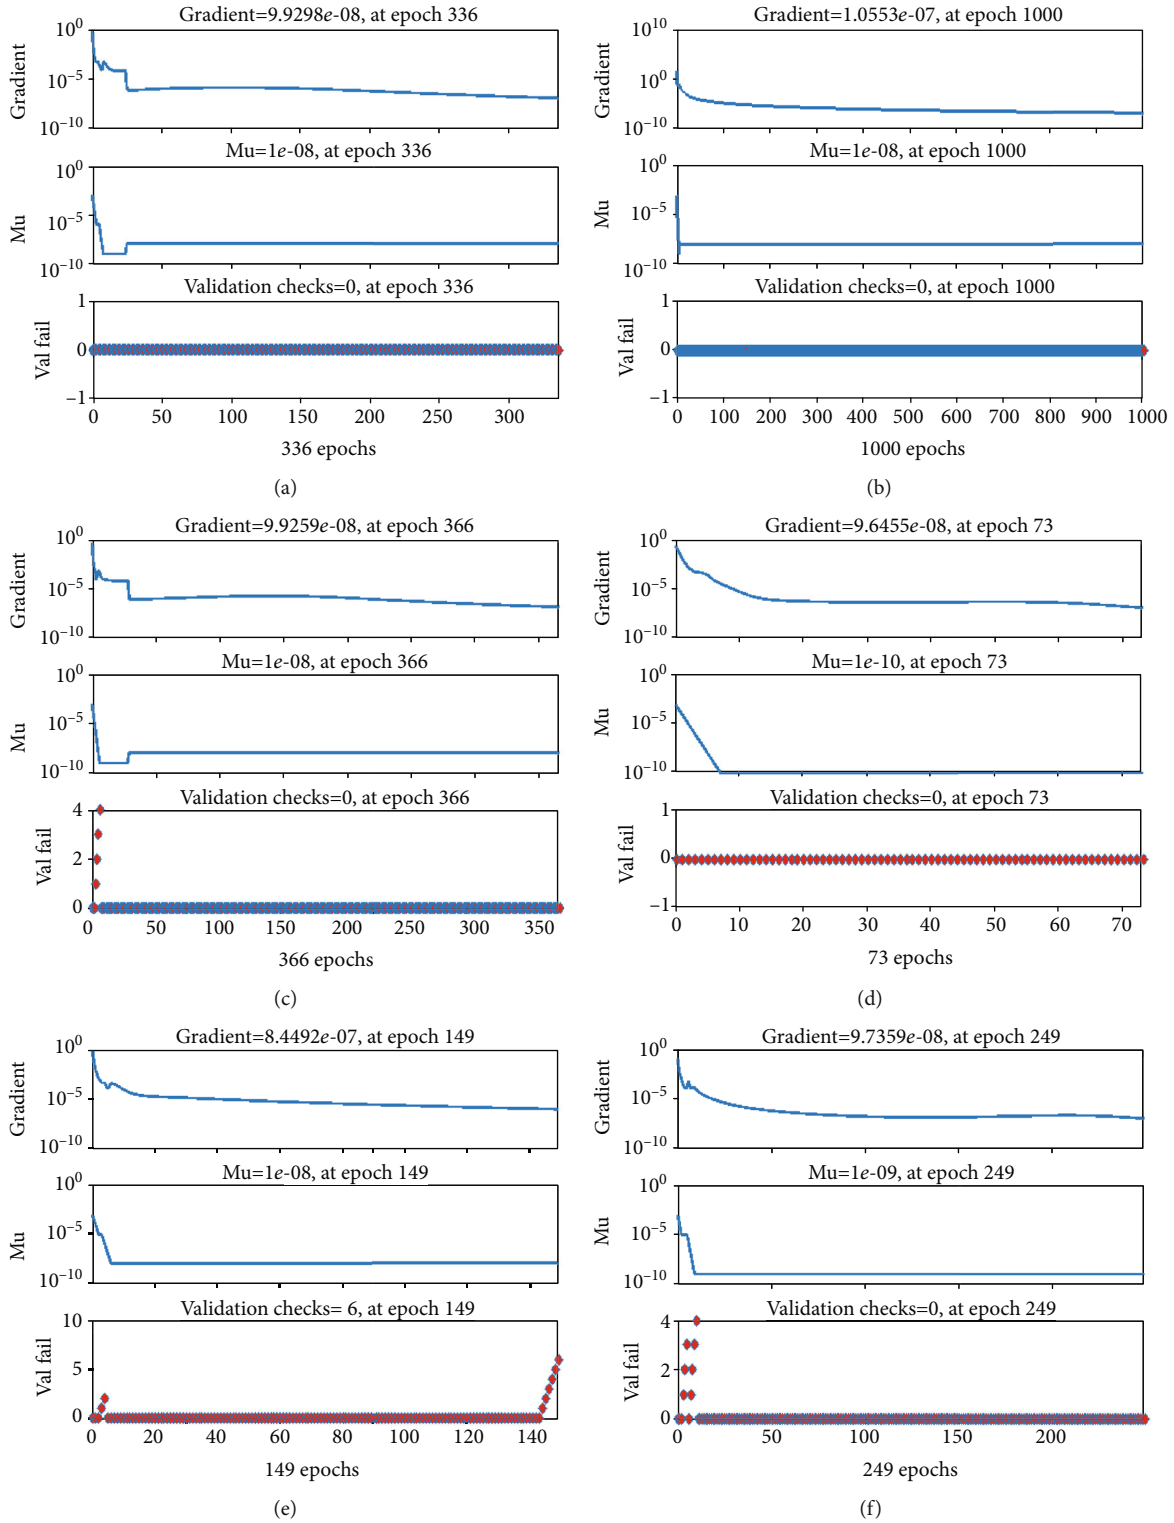 Gradient=9.9298e-08, at epoch 336
10^0
10^-5
10^-10
Gradient
Mu=1e-08, at epoch 336
10^0
10^-5
10^-10
Mu
Validation checks=0, at epoch 336
1
0
−1
Val fail
0 50 100 150 200 250 300
336 epochs
(a)
Gradient=1.0553e-07, at epoch 1000
10^10
10^0
10^-10
Gradient
Mu=1e-08, at epoch 1000
10^0
10^-5
10^-10
Mu
Validation checks=0, at epoch 1000
1
0
−1
Val fail
0 100 200 300 400 500 600 700 800 900 1000
1000 epochs
(b)
Gradient=9.9259e-08, at epoch 366
10^0
10^-5
10^-10
Gradient
Mu=1e-08, at epoch 366
10^0
10^-5
10^-10
Mu
Validation checks=0, at epoch 366
4
2
0
Val fail
0 50 100 150 200 250 300 350
366 epochs
(c)
Gradient=9.6455e-08, at epoch 73
10^0
10^-5
10^-10
Gradient
Mu=1e-10, at epoch 73
10^0
10^-5
10^-10
Mu
Validation checks=0, at epoch 73
1
0
−1
Val fail
0 10 20 30 40 50 60 70
73 epochs
(d)
Gradient=8.4492e-07, at epoch 149
10^0
10^-5
10^-10
Gradient
Mu=1e-08, at epoch 149
10^0
10^-5
10^-10
Mu
Validation checks= 6, at epoch 149
10
5
0
Val fail
0 20 40 60 80 100 120 140
149 epochs
(e)
Gradient=9.7359e-08, at epoch 249
10^0
10^-5
10^-10
Gradient
Mu=1e-09, at epoch 249
10^0
10^-5
10^-10
Mu
Validation checks=0, at epoch 249
4
2
0
Val fail
0 50 100 150 200
249 epochs
(f)